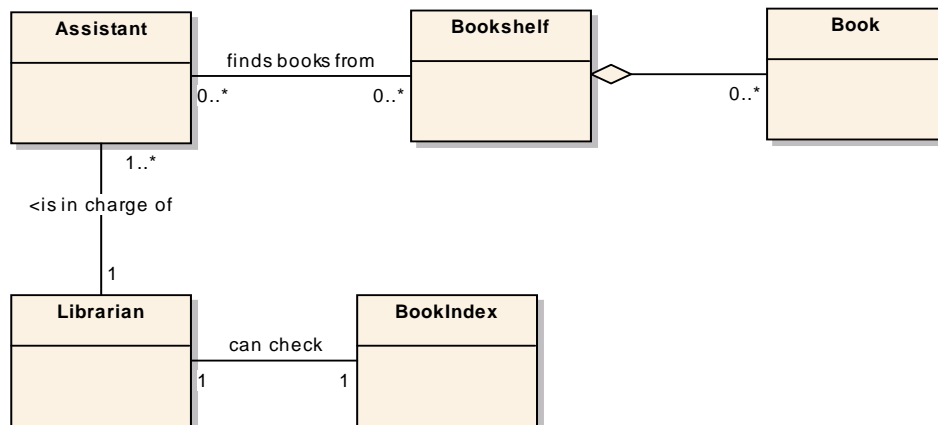 Assistant
Bookshelf
Book
finds books from
0..*
0..*
0..*
1..*
<is in charge of
1
Librarian
BookIndex
can check
1
1